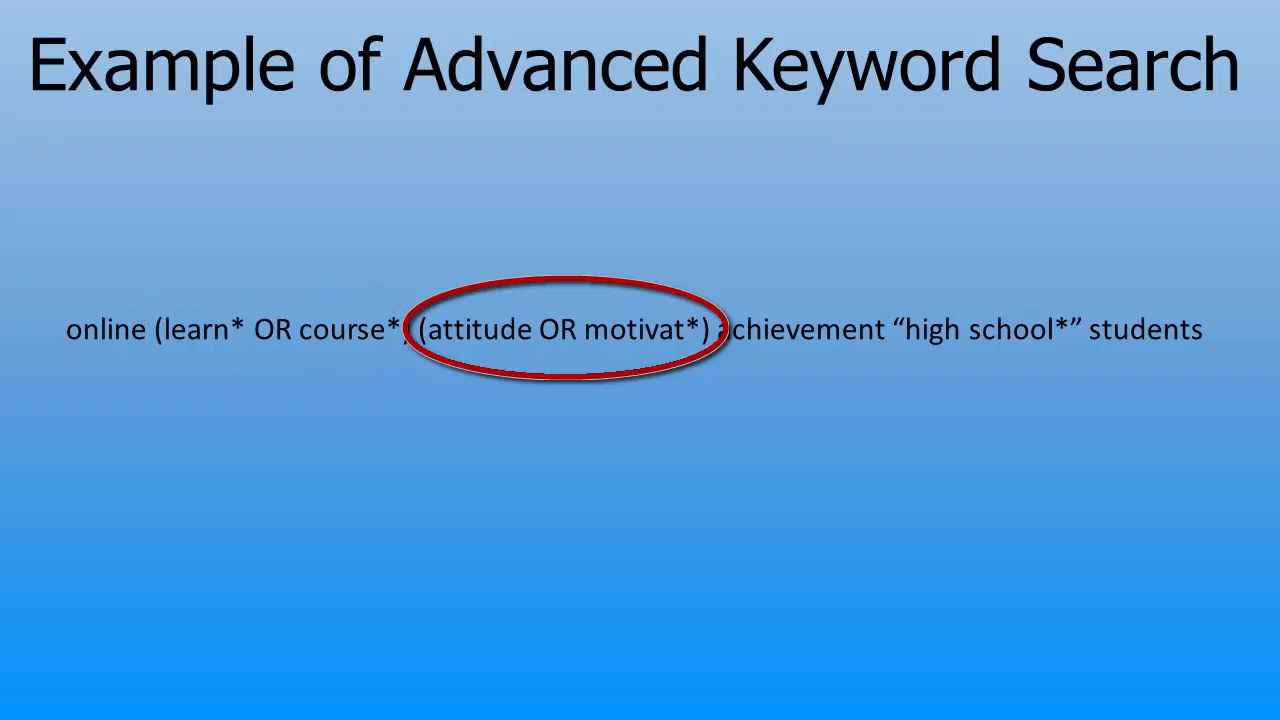 Example of Advanced Keyword Search
online (learn* OR course*) (attitude OR motivat*) achievement “high school*” students